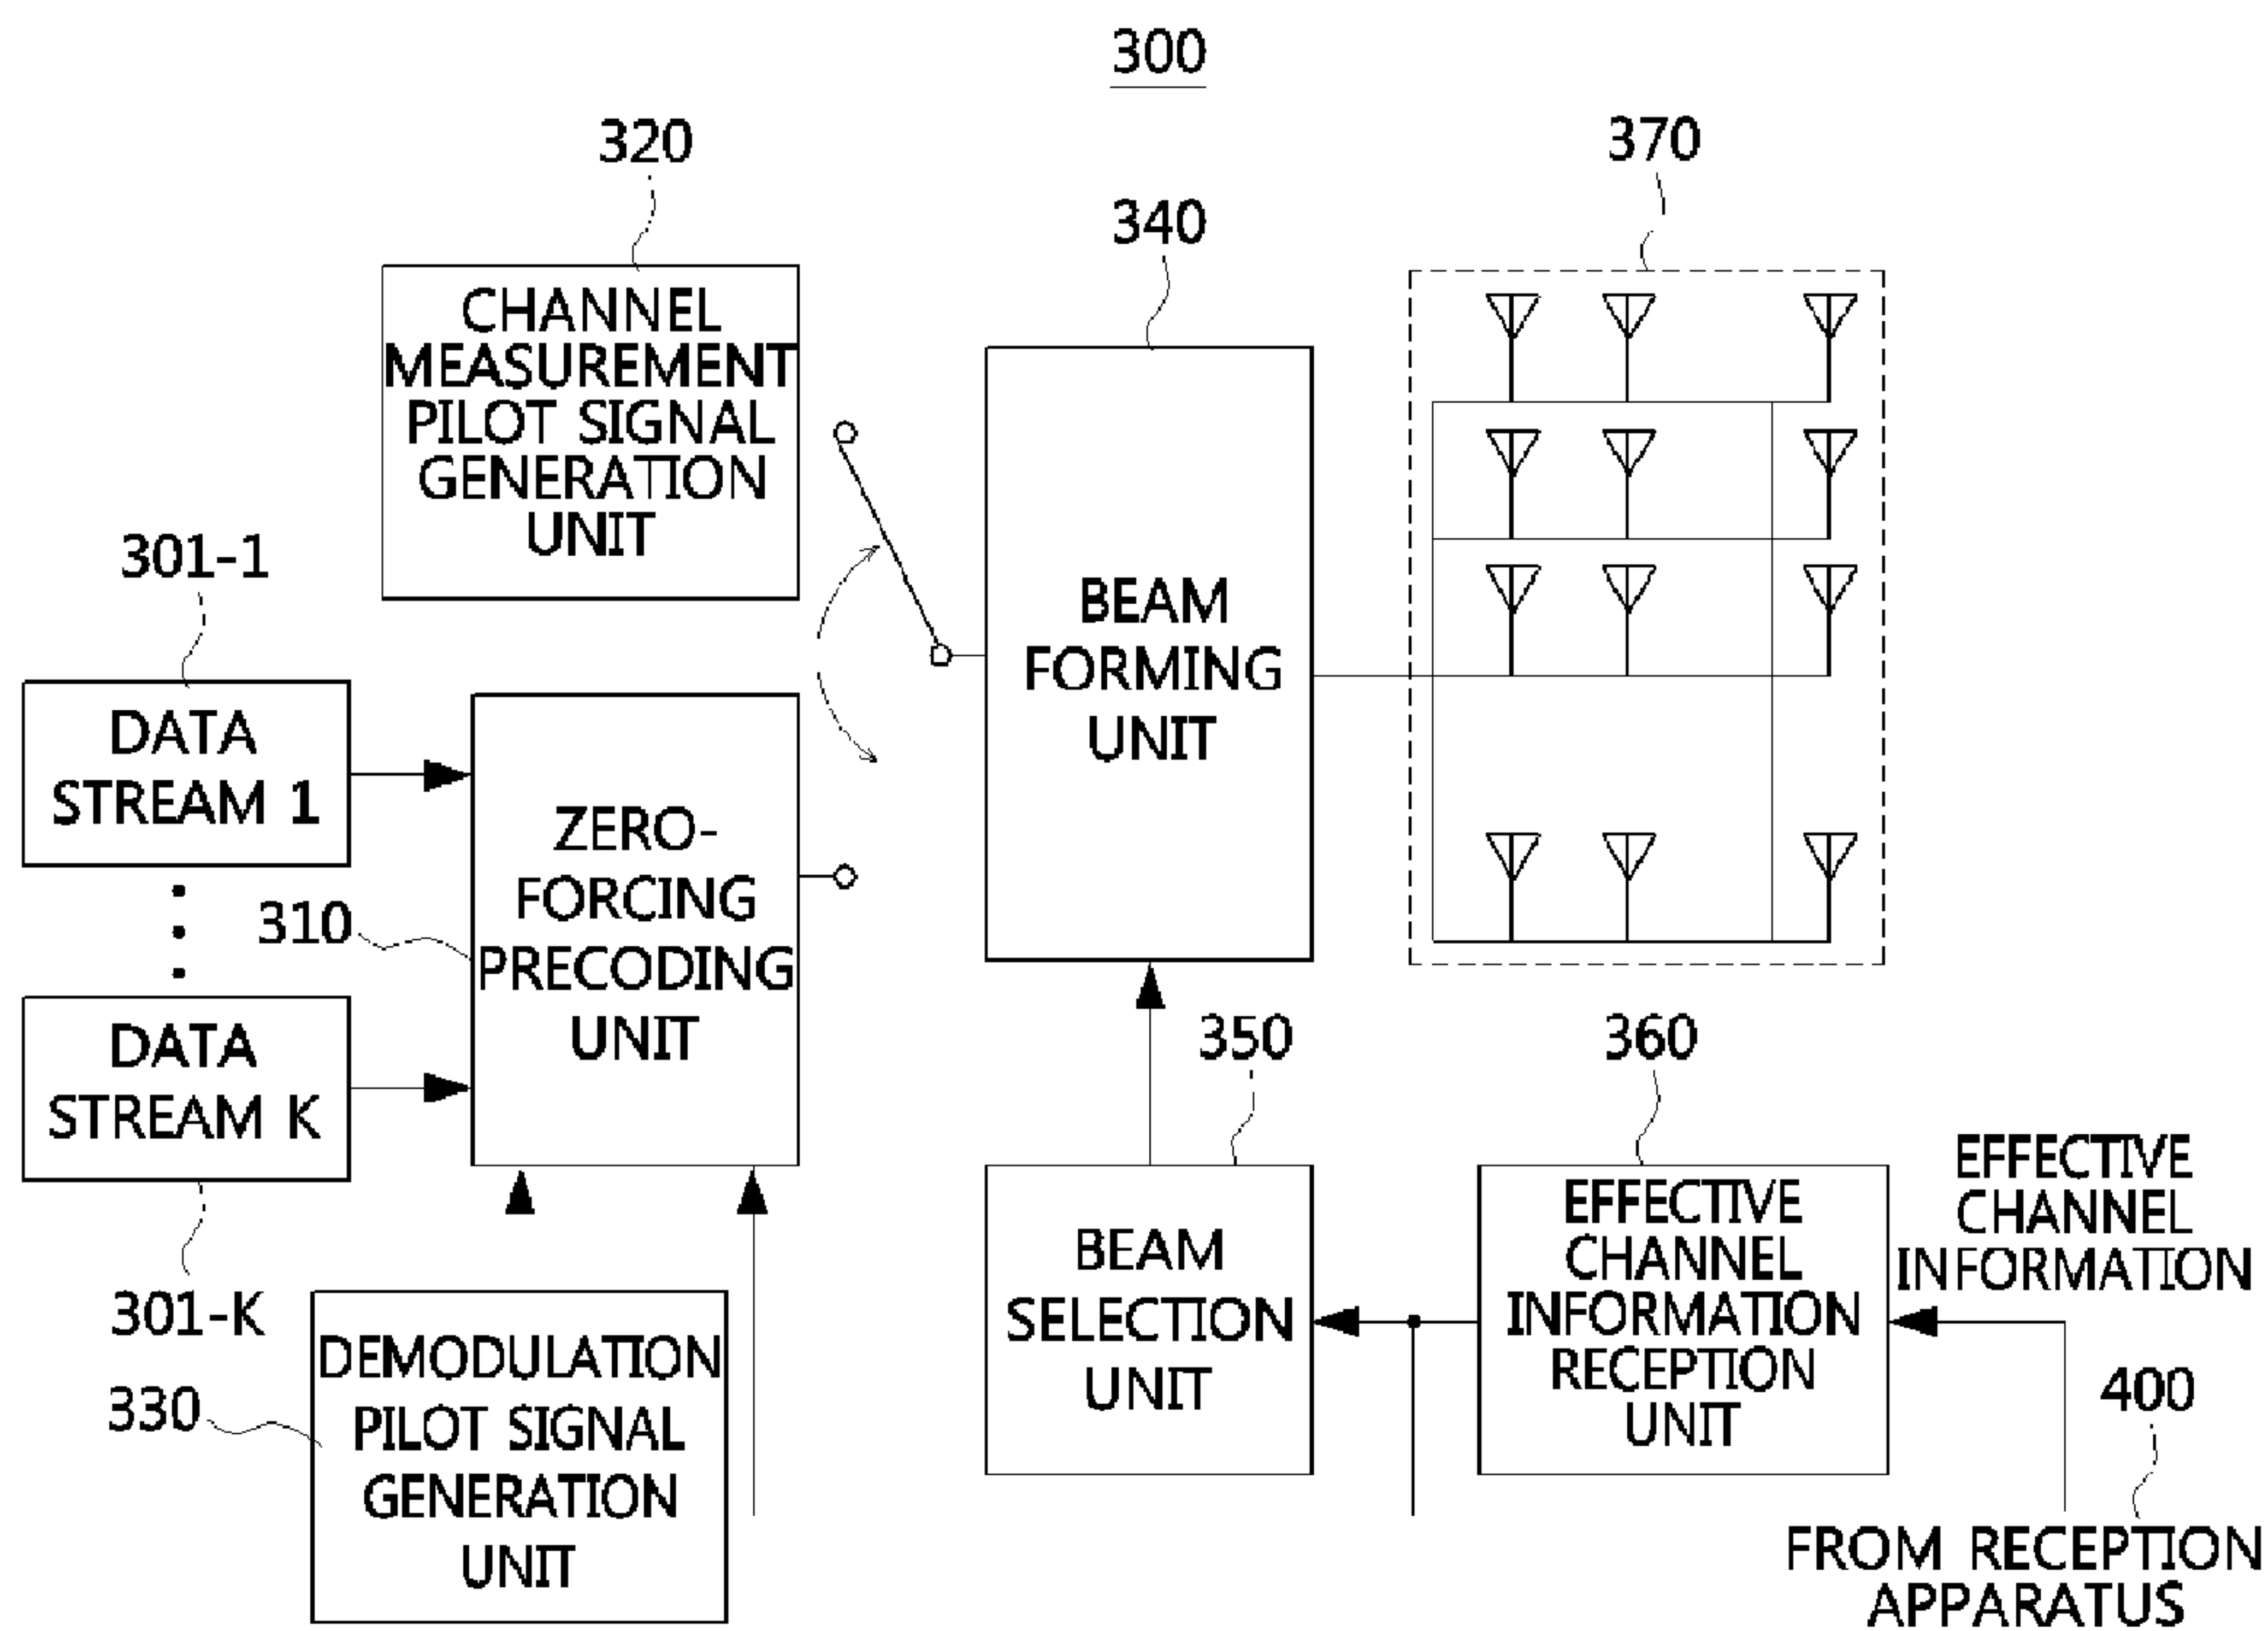 300
320
370
340
CHANNEL
MEASUREMENT
PILOT SIGNAL
GENERATION
UNIT
301-1
BEAM
FORMING
UNIT
DATA
STREAM 1
ZERO-
FORCING
PRECODING
UNIT
310
DATA
STREAM K
350
360
301-K
EFFECTIVE
CHANNEL
INFORMATION
BEAM
SELECTION
UNIT
EFFECTIVE
CHANNEL
INFORMATION
RECEPTION
UNIT
330
DEMODULATION
PILOT SIGNAL
GENERATION
UNIT
400
FROM RECEPTION
APPARATUS